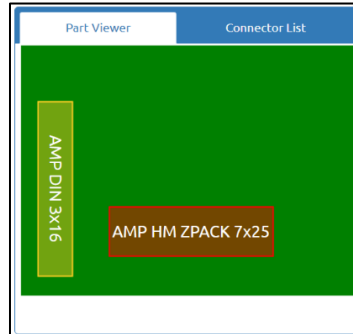 Part Viewer
Connector List
AMP DIN 3x16
AMP HM ZPACK 7x25